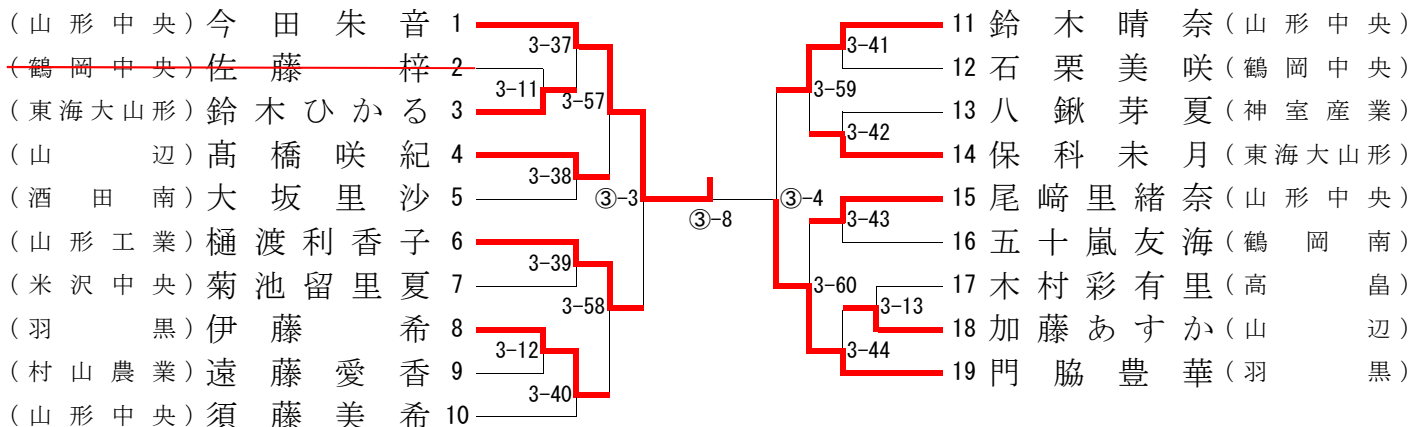 (山形中央) 今田朱音 1
(鶴岡中央) 佐藤梓 2
(東海大山形) 鈴木ひかる 3
(山辺) 髙橋咲紀 4
(酒田南) 大坂里沙 5
(山形工業) 樋渡利香子 6
(米沢中央) 菊池留里夏 7
(羽黒) 伊藤希 8
(村山農業) 遠藤愛香 9
(山形中央) 須藤美希 10
3-37
3-11
3-57
3-38
③-3
3-39
3-58
3-12
3-40
③-8
③-4
3-41
3-59
3-42
3-43
3-60
3-13
3-44
11 鈴木晴奈 (山形中央)
12 石栗美咲 (鶴岡中央)
13 八鍬芽夏 (神室産業)
14 保科未月 (東海大山形)
15 尾﨑里緒奈 (山形中央)
16 五十嵐友海 (鶴岡南)
17 木村彩有里 (高畠)
18 加藤あすか (山辺)
19 門脇豊華 (羽黒)